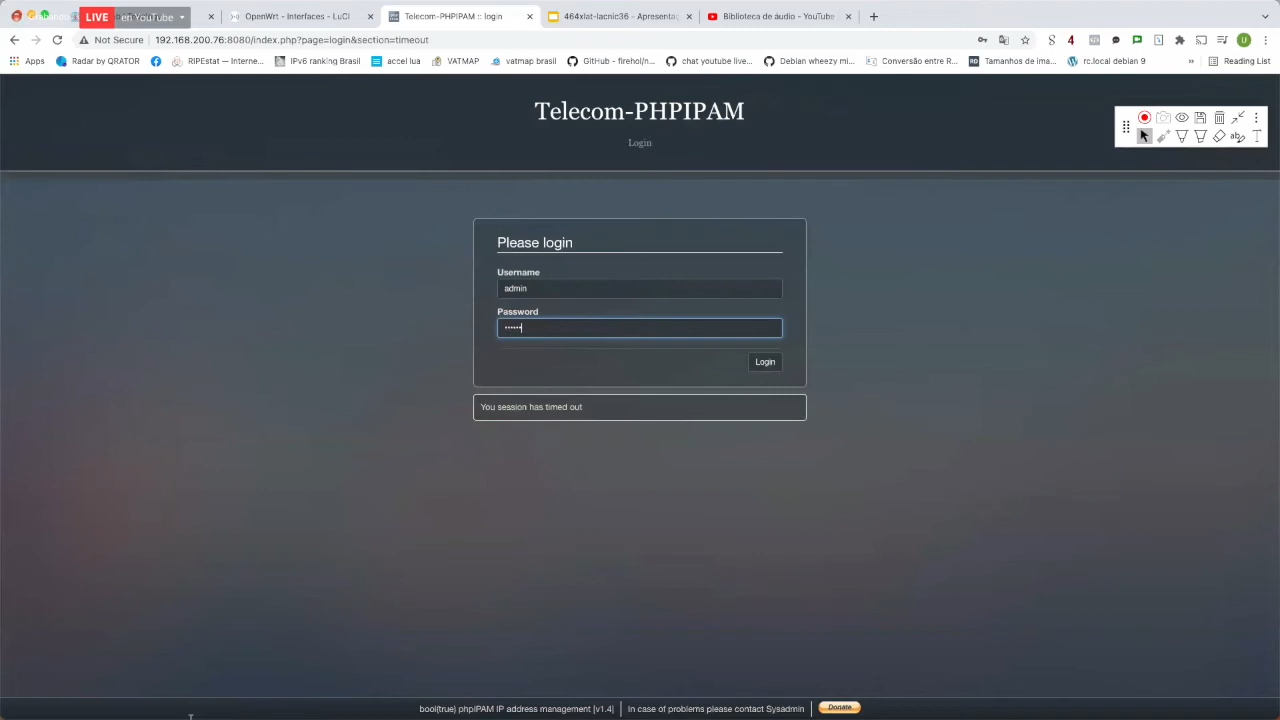 LIVE en YouTube
OpenWrt - Interfaces - LuCI
Telecom-PHPIPAM :: login
464xlat-lacnic36 - Apresentaç
Biblioteca de áudio - YouTube
Not Secure 192.168.200.76:8080/index.php?page=login&section=timeout
Apps Radar by QRATOR RIPEstat — Interne... IPv6 ranking Brasil accel lua VATMAP vatmap brasil GitHub - firehol/n... chat youtube live... Debian wheezy mi... Conversión entre R... Tamanhos de ima... rc.local debian 9 » Reading List
Telecom-PHPIPAM
Login
Please login
Username
admin
Password
Login
You session has timed out
bool(true) phpIPAM IP address management [v1.4] In case of problems please contact Sysadmin Donate